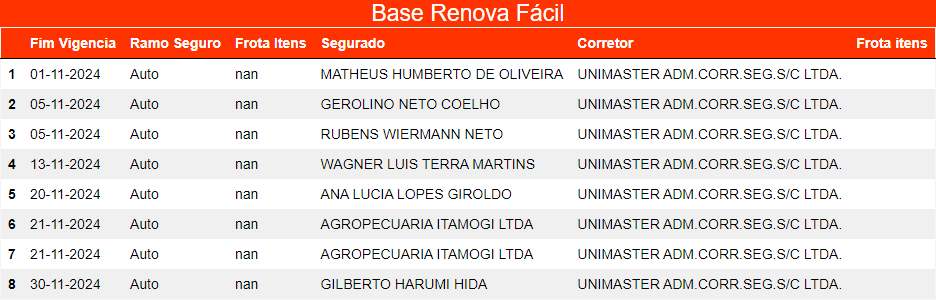 Base Renova Fácil
Fim Vigencia Ramo Seguro Frota Itens Segurado Corretor Frota itens
1 01-11-2024 Auto nan MATHEUS HUMBERTO DE OLIVEIRA UNIMASTER ADM.CORR.SEG.S/C LTDA.
2 05-11-2024 Auto nan GEROLINO NETO COELHO UNIMASTER ADM.CORR.SEG.S/C LTDA.
3 05-11-2024 Auto nan RUBENS WIERMANN NETO UNIMASTER ADM.CORR.SEG.S/C LTDA.
4 13-11-2024 Auto nan WAGNER LUIS TERRA MARTINS UNIMASTER ADM.CORR.SEG.S/C LTDA.
5 20-11-2024 Auto nan ANA LUCIA LOPES GIROLDO UNIMASTER ADM.CORR.SEG.S/C LTDA.
6 21-11-2024 Auto nan AGROPECUARIA ITAMOGI LTDA UNIMASTER ADM.CORR.SEG.S/C LTDA.
7 21-11-2024 Auto nan AGROPECUARIA ITAMOGI LTDA UNIMASTER ADM.CORR.SEG.S/C LTDA.
8 30-11-2024 Auto nan GILBERTO HARUMI HIDA UNIMASTER ADM.CORR.SEG.S/C LTDA.